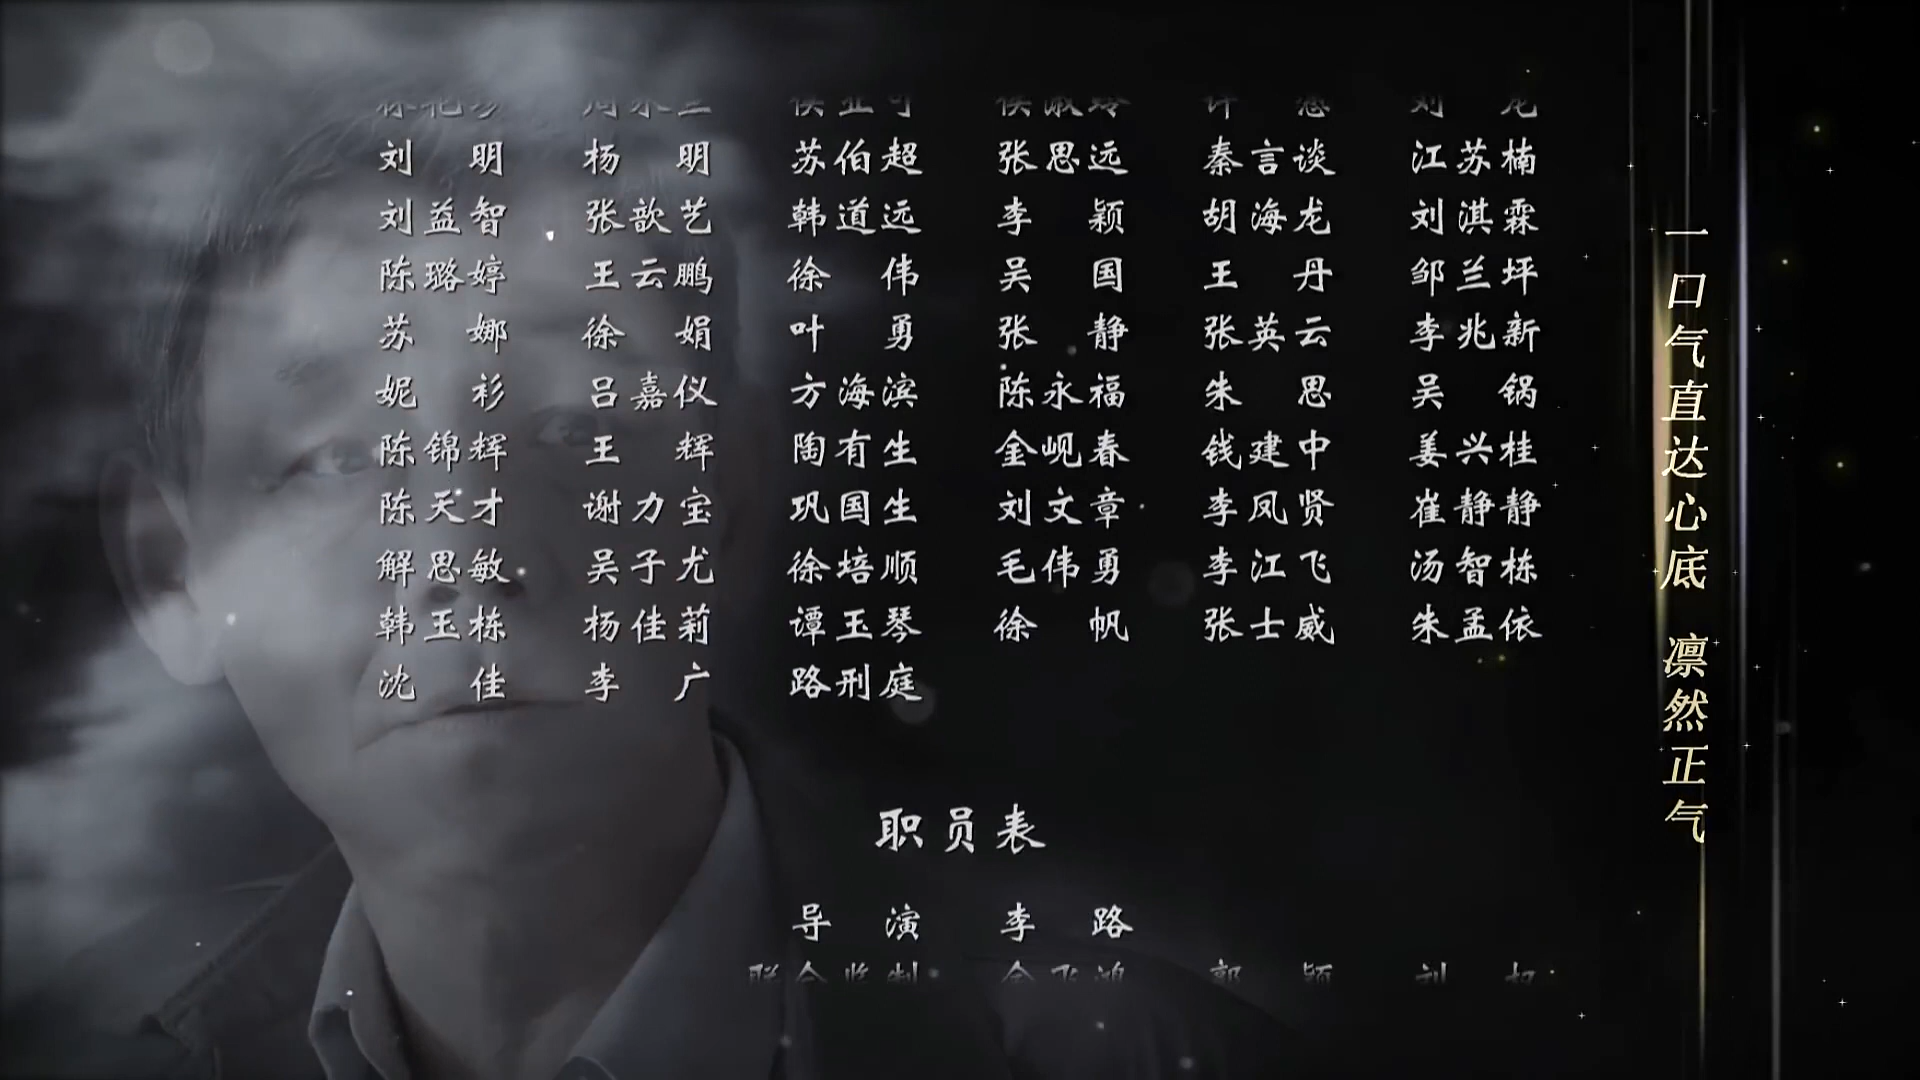 刘明 杨明 苏伯超 张思远 秦言谈 江苏楠
刘益智 张歆艺 韩道远 李颖 胡海龙 刘淇霖
陈璐婷 王云鹏 徐伟 吴国 王丹 邹兰坪
苏娜 徐娟 叶勇 张静 张英云 李兆新
妮衫 吕嘉仪 方海滨 陈永福 朱思 吴锅
陈锦辉 王辉 陶有生 金岘春 钱建中 姜兴桂
陈天才 谢力宝 巩国生 刘文章 李凤贤 崔静静
解思敏 吴子尤 徐培顺 毛伟勇 李江飞 汤智栋
韩玉栋 杨佳莉 谭玉琴 徐帆 张士威 朱孟依
沈佳 李广 路刑庭
职员表
导演 李路
一口气直达心底 凛然正气